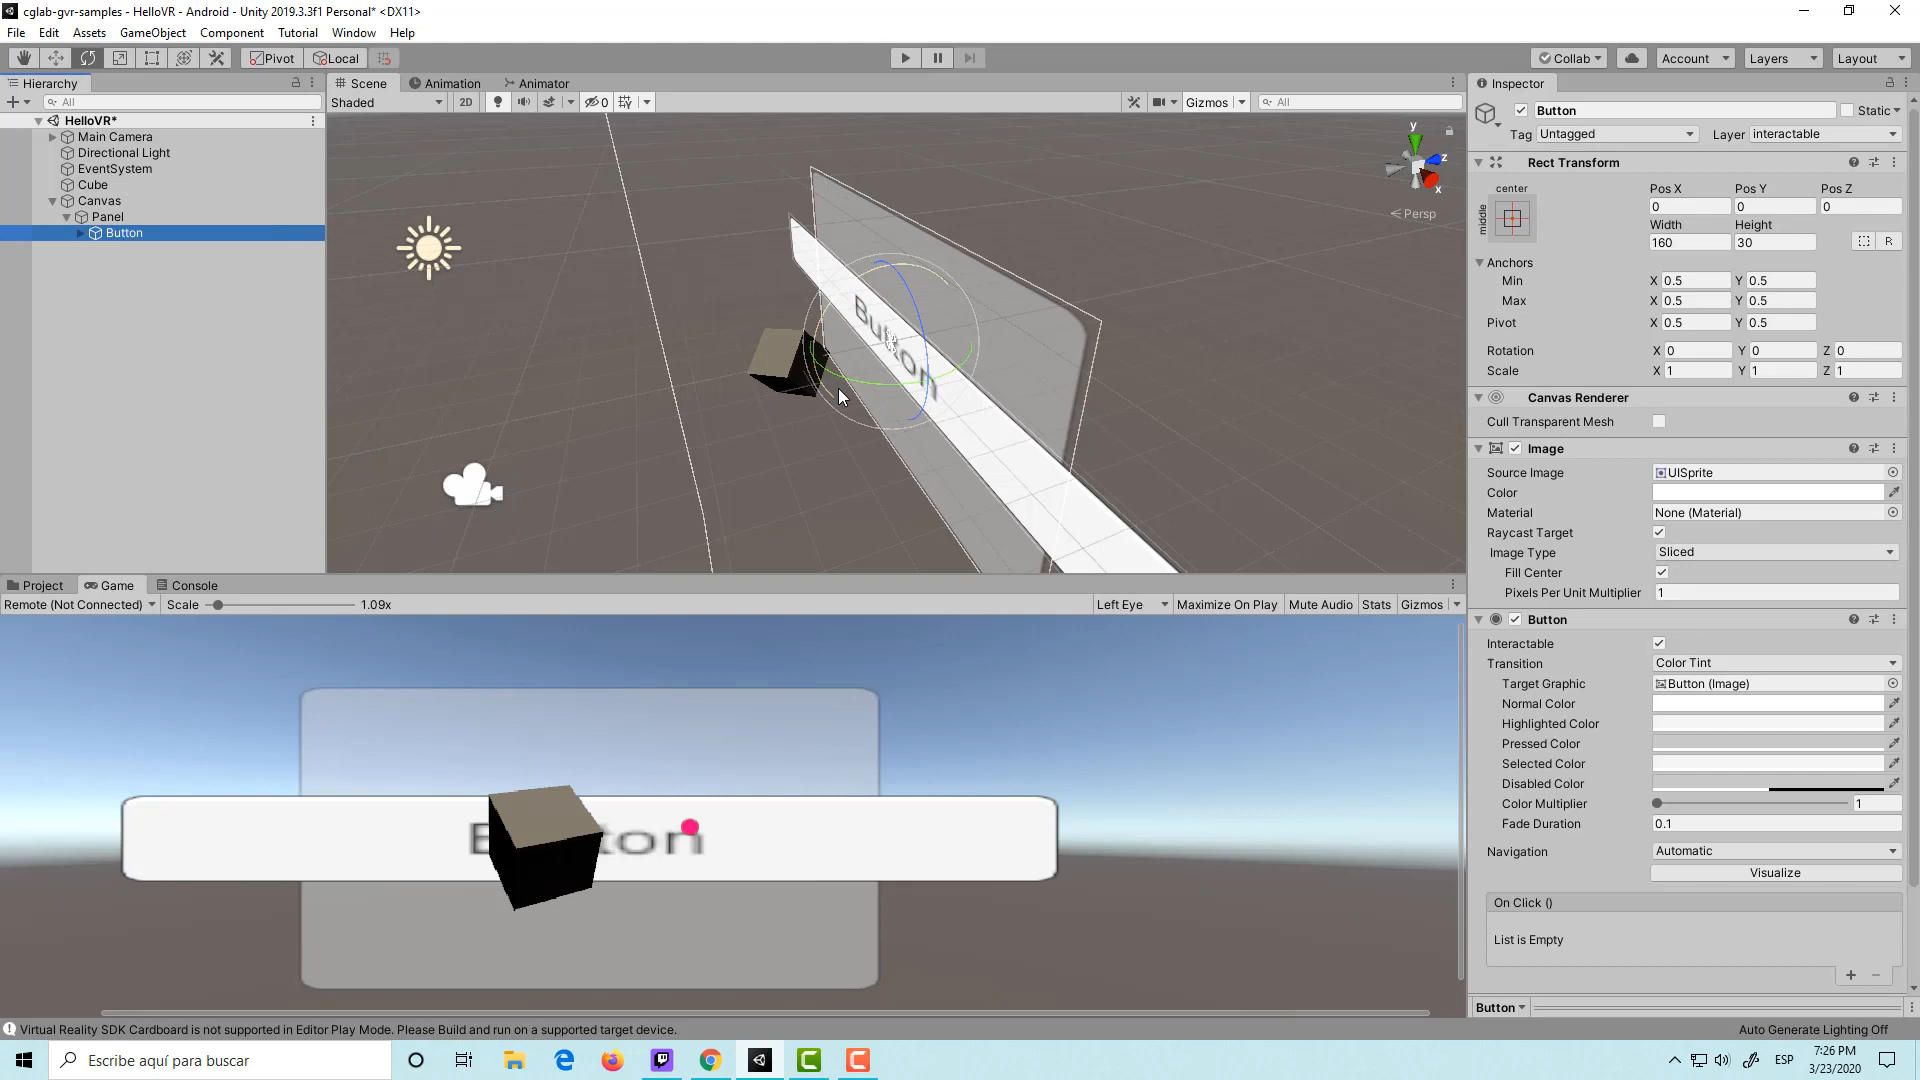 cglab-gvr-samples - HelloVR - Android - Unity 2019.3.3f1 Personal* <DX11>
File Edit Assets GameObject Component Tutorial Window Help
Pivot Local Collab Account Layers Layout
Hierarchy
All
HelloVR*
Main Camera
Directional Light
EventSystem
Cube
Canvas
Panel
Button
Scene Animation Animator
Shaded 2D 0 Gizmos All
y
z
x
Persp
Button
Project Game Console
Remote (Not Connected) Scale 1.09x Left Eye Maximize On Play Mute Audio Stats Gizmos
Inspector
Button Static
Tag Untagged Layer interactable
Rect Transform
center Pos X Pos Y Pos Z
middle 0 0 0
Width Height
160 30 R
Anchors
Min X 0.5 Y 0.5
Max X 0.5 Y 0.5
Pivot X 0.5 Y 0.5
Rotation X 0 Y 0 Z 0
Scale X 1 Y 1 Z 1
Canvas Renderer
Cull Transparent Mesh
Image
Source Image UISprite
Color
Material None (Material)
Raycast Target
Image Type Sliced
Fill Center
Pixels Per Unit Multiplier 1
Button
Interactable
Transition Color Tint
Target Graphic Button (Image)
Normal Color
Highlighted Color
Pressed Color
Selected Color
Disabled Color
Color Multiplier 1
Fade Duration 0.1
Navigation Automatic
Visualize
On Click ()
List is Empty
Button
Virtual Reality SDK Cardboard is not supported in Editor Play Mode. Please Build and run on a supported target device.
Auto Generate Lighting Off
Escribe aquí para buscar
ESP
7:26 PM
3/23/2020